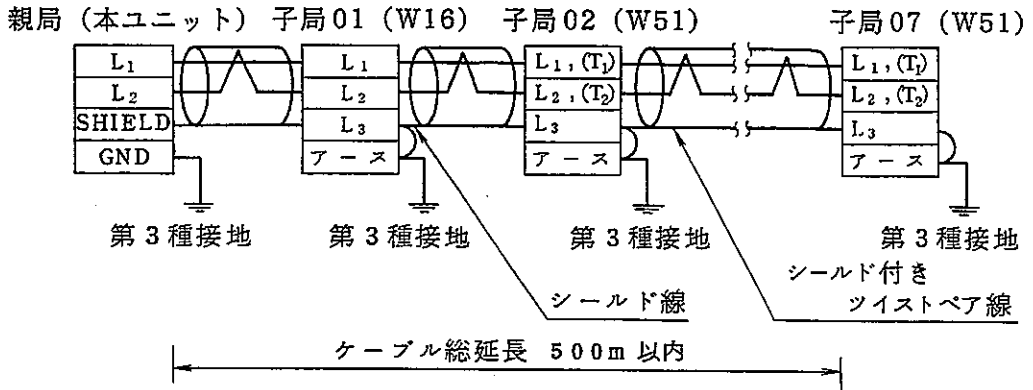 親局（本ユニット） 子局01（W16） 子局02（W51） 子局07（W51）
L₁ L₁ L₁,(T₁) L₁,(T₁)
L₂ L₂ L₂,(T₂) L₂,(T₂)
SHIELD L₃ L₃ L₃
GND アース アース アース
第3種接地 第3種接地 第3種接地 第3種接地
シールド線
シールド付き
ツイストペア線
ケーブル総延長 500m以内